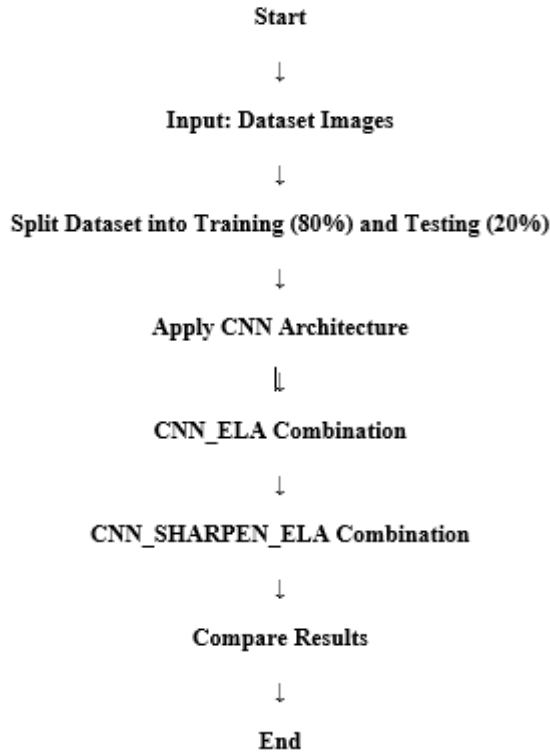 Start
↓
Input: Dataset Images
↓
Split Dataset into Training (80%) and Testing (20%)
↓
Apply CNN Architecture
↓
CNN_ELA Combination
↓
CNN_SHARPEN_ELA Combination
↓
Compare Results
↓
End